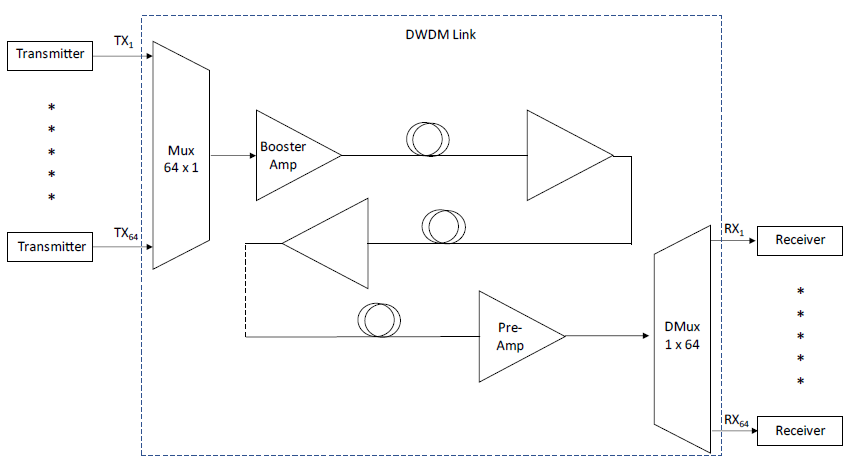 DWDM Link
Transmitter
TX1
*
*
*
*
*
Mux
64 x 1
Booster
Amp
Transmitter
TX64
RX1
Receiver
*
*
*
*
*
Pre-
Amp
DMux
1 x 64
RX64
Receiver